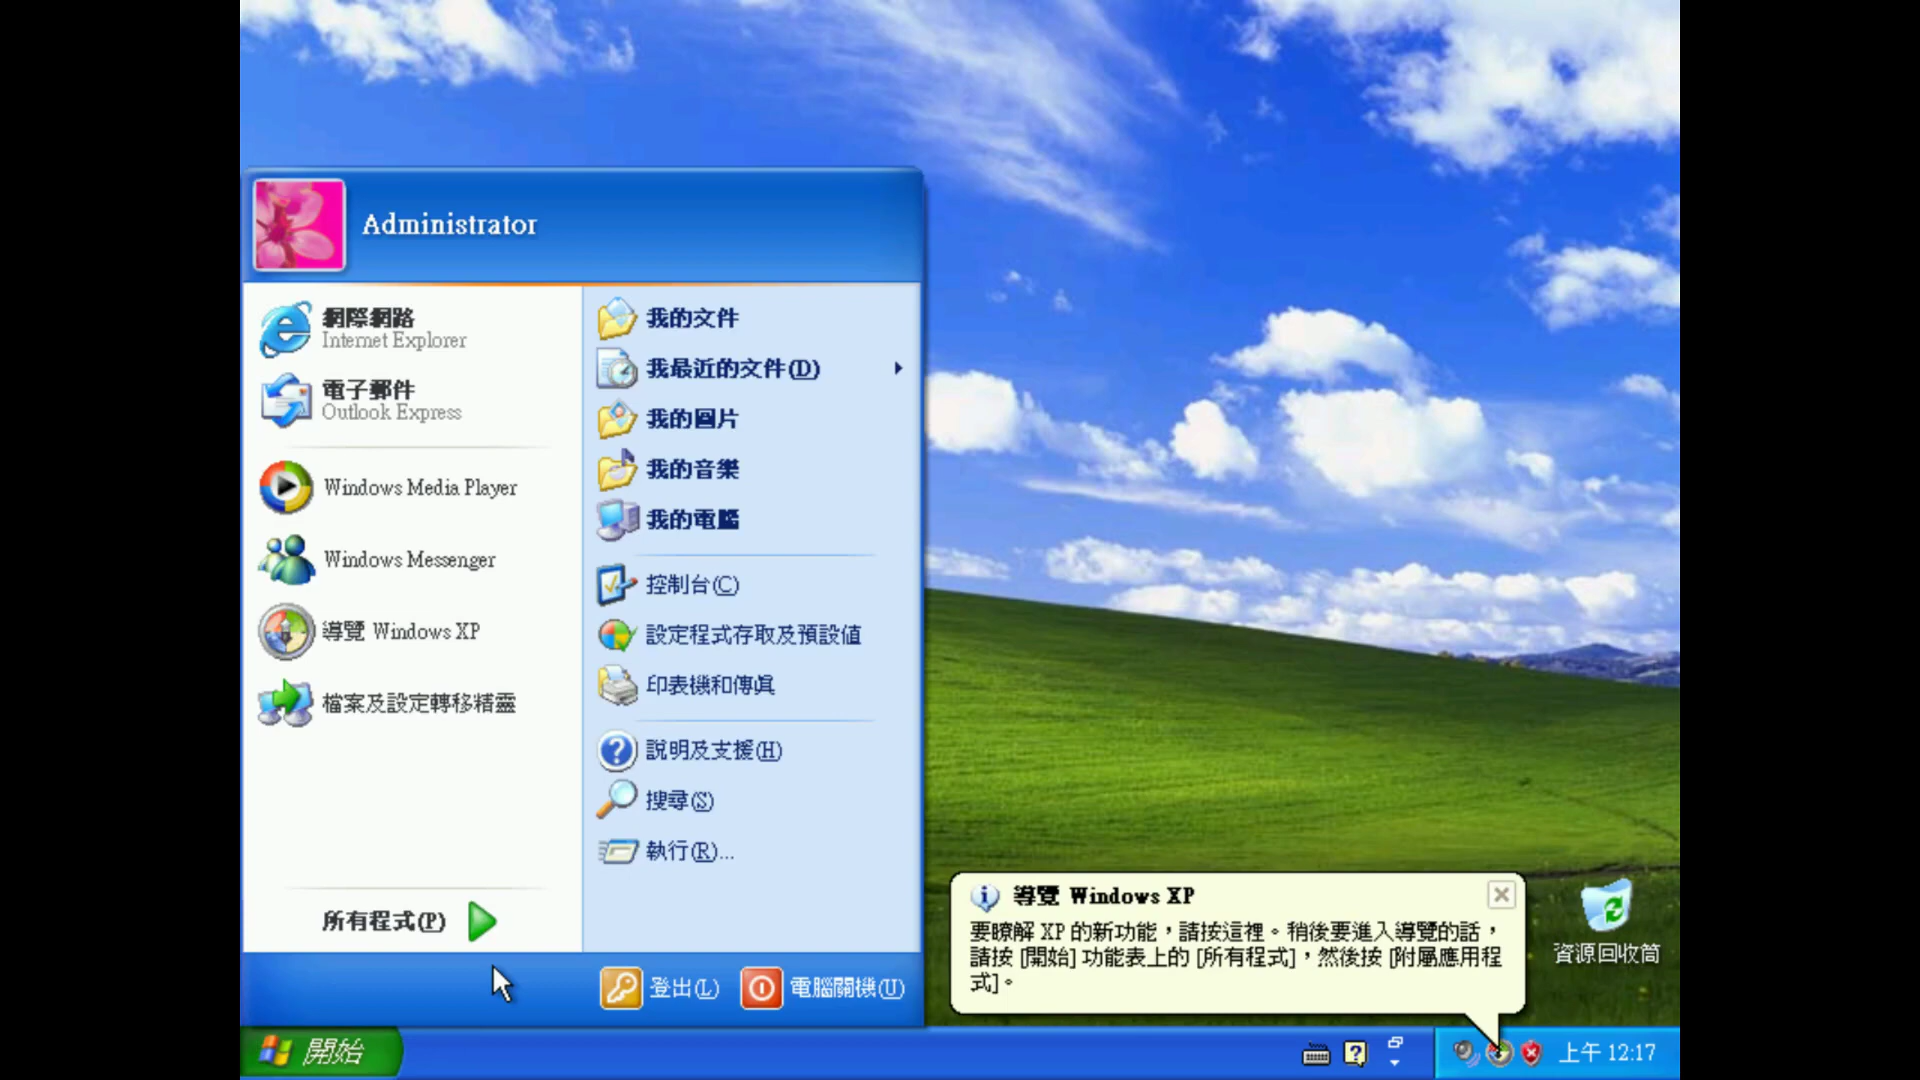 Administrator
網際網路
Internet Explorer
電子郵件
Outlook Express
Windows Media Player
Windows Messenger
導覽 Windows XP
檔案及設定轉移精靈
所有程式(P)
我的文件
我最近的文件(D)
我的圖片
我的音樂
我的電腦
控制台(C)
設定程式存取及預設值
印表機和傳真
說明及支援(H)
搜尋(S)
執行(R)...
登出(L)
電腦關機(U)
導覽 Windows XP
要瞭解 XP 的新功能，請按這裡。稍後要進入導覽的話，
請按 [開始] 功能表上的 [所有程式]，然後按 [附屬應用程
式]。
資源回收筒
開始
上午 12:17